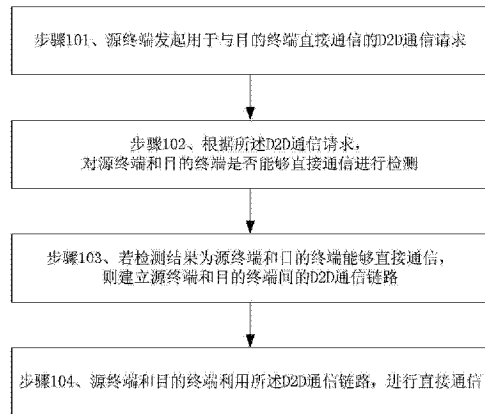 步骤101、源终端发起用于与目的终端直接通信的D2D通信请求
步骤102、根据所述D2D通信请求,
对源终端和目的终端是否能够直接通信进行检测
步骤103、若检测结果为源终端和目的终端能够直接通信,
则建立源终端和目的终端间的D2D通信链路
步骤104、源终端和目的终端利用所述D2D通信链路，进行直接通信